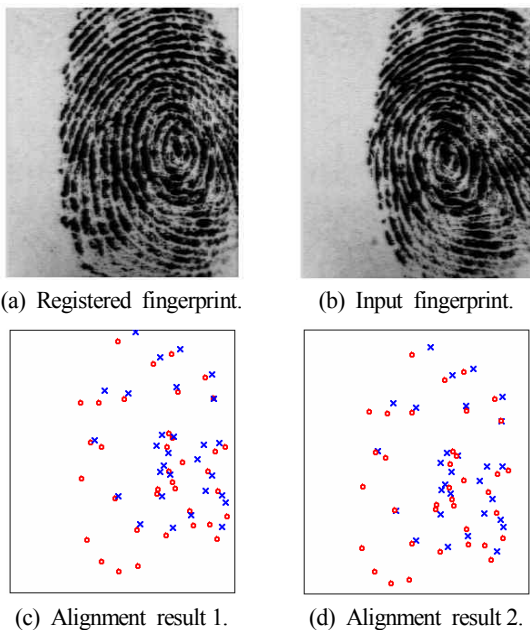 (a) Registered fingerprint.
(b) Input fingerprint.
(c) Alignment result 1.
(d) Alignment result 2.